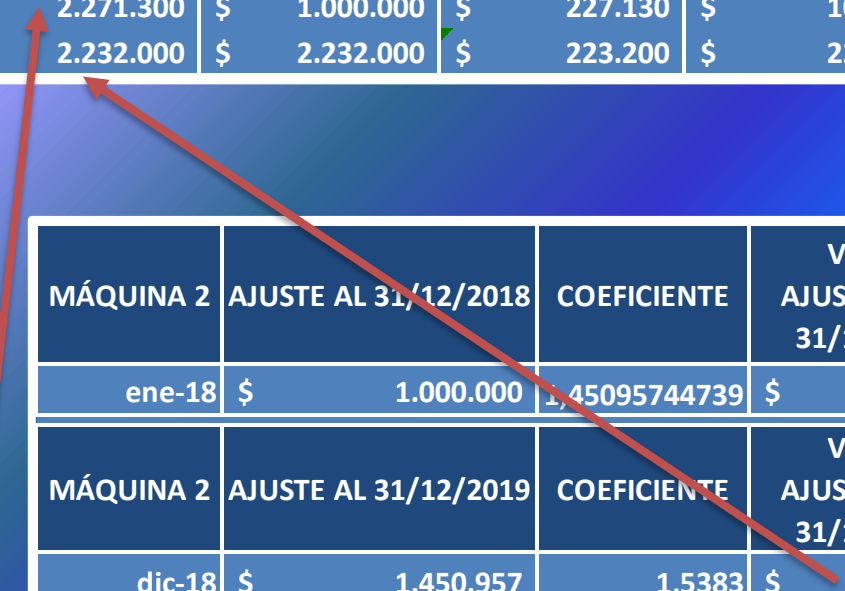 2.271.300 $ 1.000.000 $ 227.130 $
2.232.000 $ 2.232.000 $ 223.200 $
MÁQUINA 2 AJUSTE AL 31/12/2018 COEFICIENTE
ene-18 $ 1.000.000 1,45095744739 $
MÁQUINA 2 AJUSTE AL 31/12/2019 COEFICIENTE
dic-18 $ 1.450.957 1,5383 $